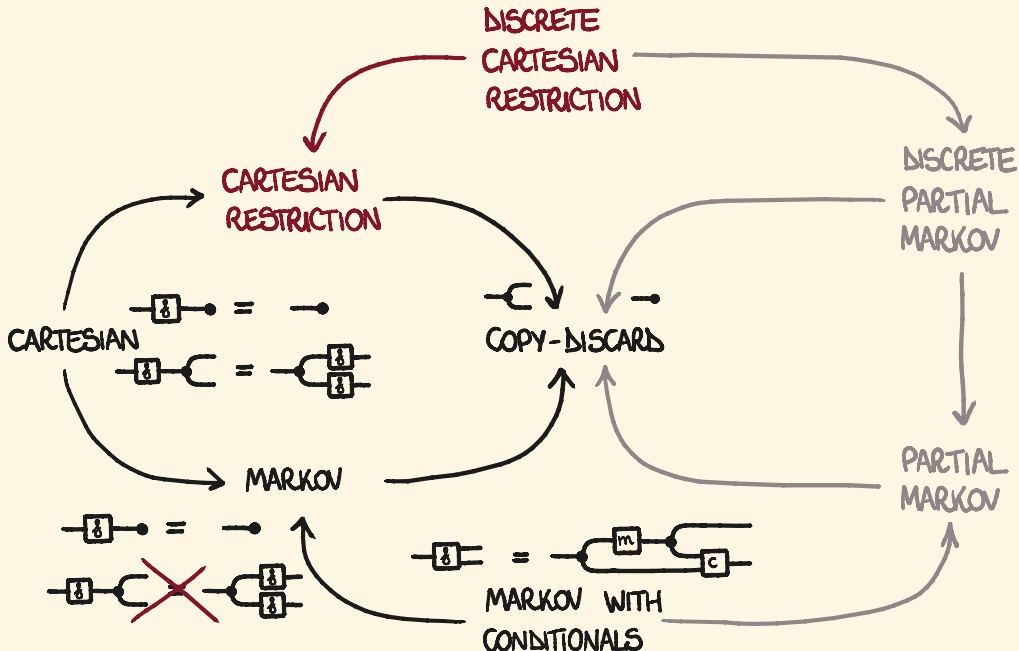 DISCRETE
CARTESIAN
RESTRICTION
CARTESIAN
RESTRICTION
DISCRETE
PARTIAL
MARKOV
f =
CARTESIAN
COPY-DISCARD
f = f
f
MARKOV
PARTIAL
MARKOV
f =
f = m
c
f = f
f
MARKOV WITH
CONDITIONALS